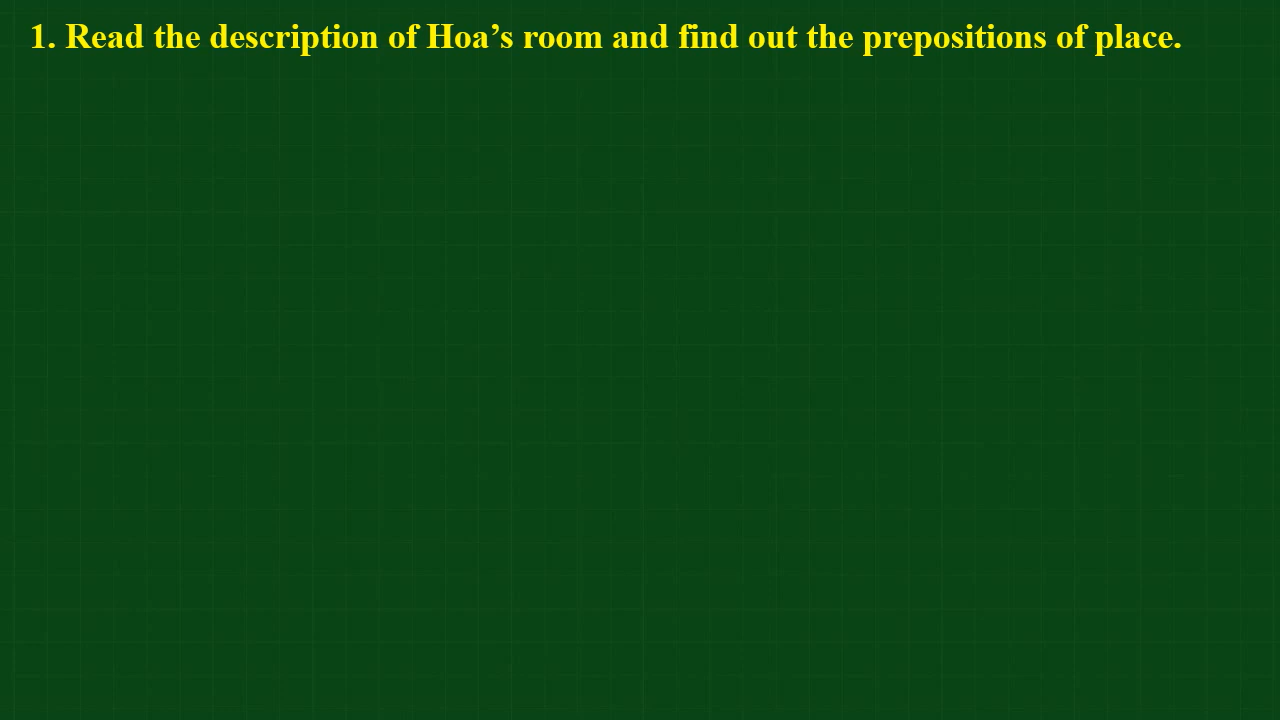 1. Read the description of Hoa’s room and find out the prepositions of place.